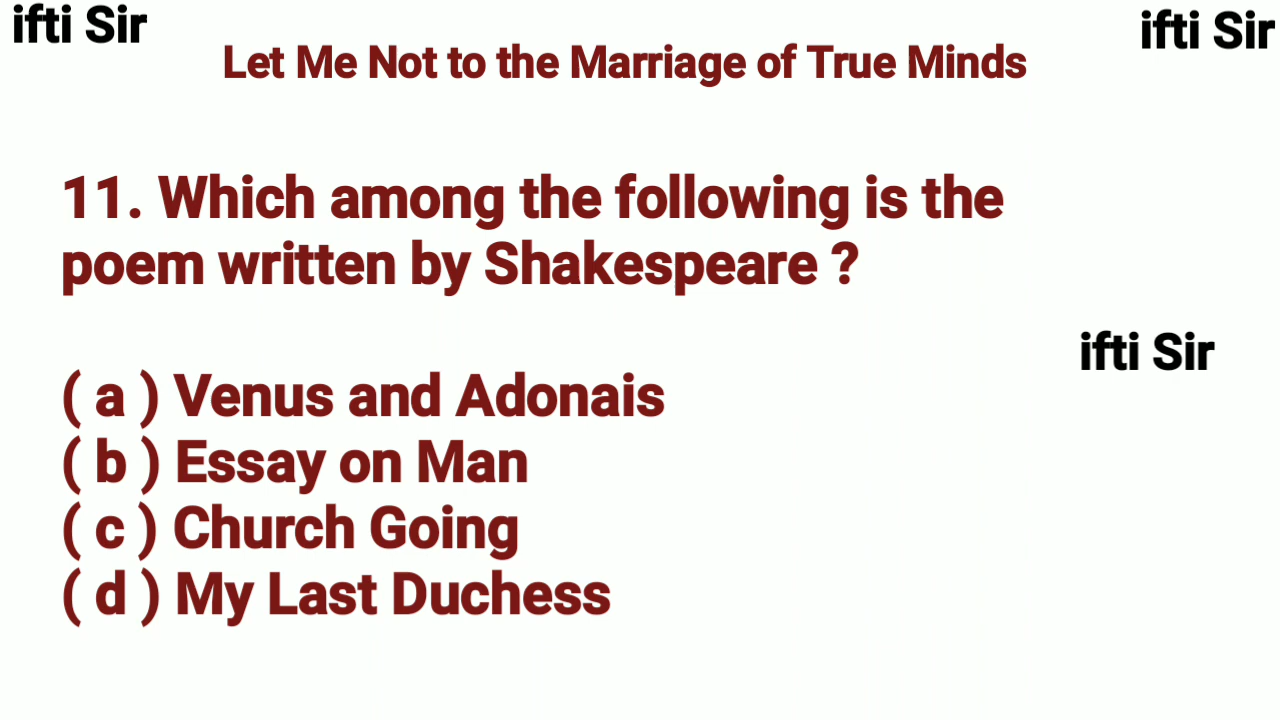 ifti Sir
ifti Sir
Let Me Not to the Marriage of True Minds
11. Which among the following is the
poem written by Shakespeare ?
ifti Sir
( a ) Venus and Adonais
( b ) Essay on Man
( c ) Church Going
( d ) My Last Duchess